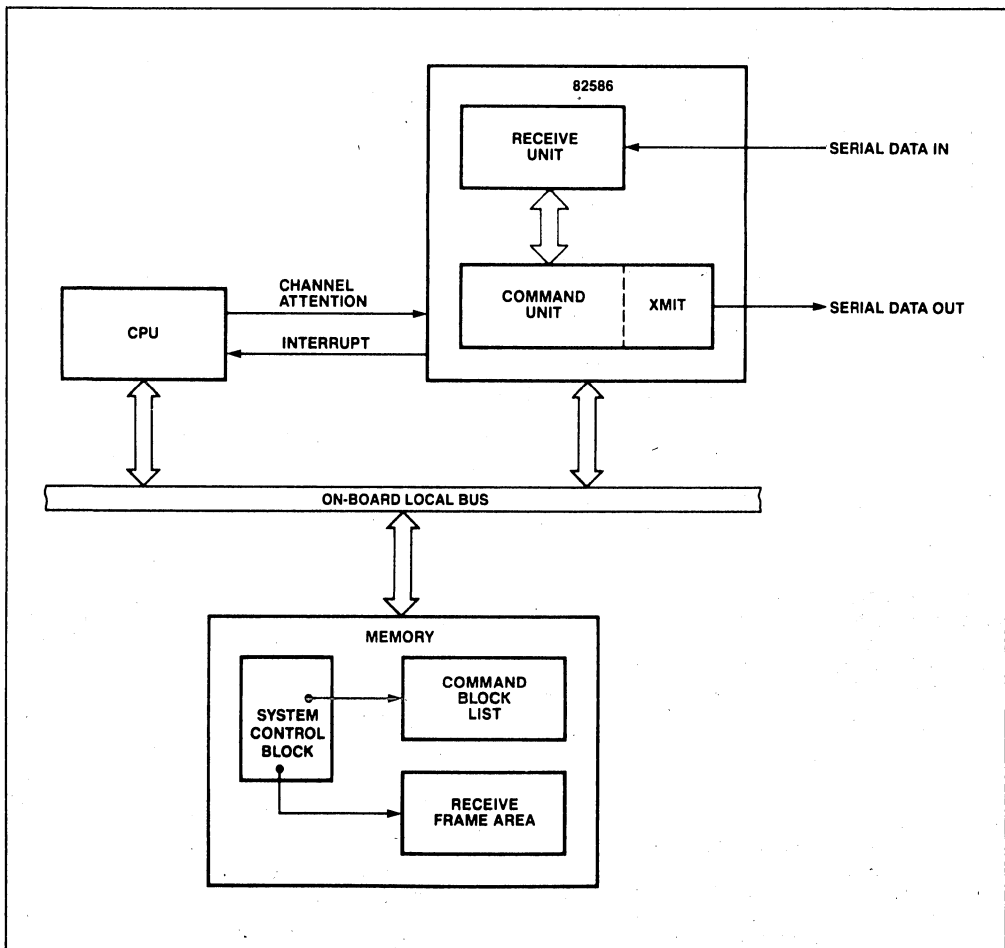 82586
RECEIVE
UNIT
SERIAL DATA IN
COMMAND
UNIT
XMIT
SERIAL DATA OUT
CHANNEL
ATTENTION
INTERRUPT
CPU
ON-BOARD LOCAL BUS
MEMORY
SYSTEM
CONTROL
BLOCK
COMMAND
BLOCK
LIST
RECEIVE
FRAME AREA